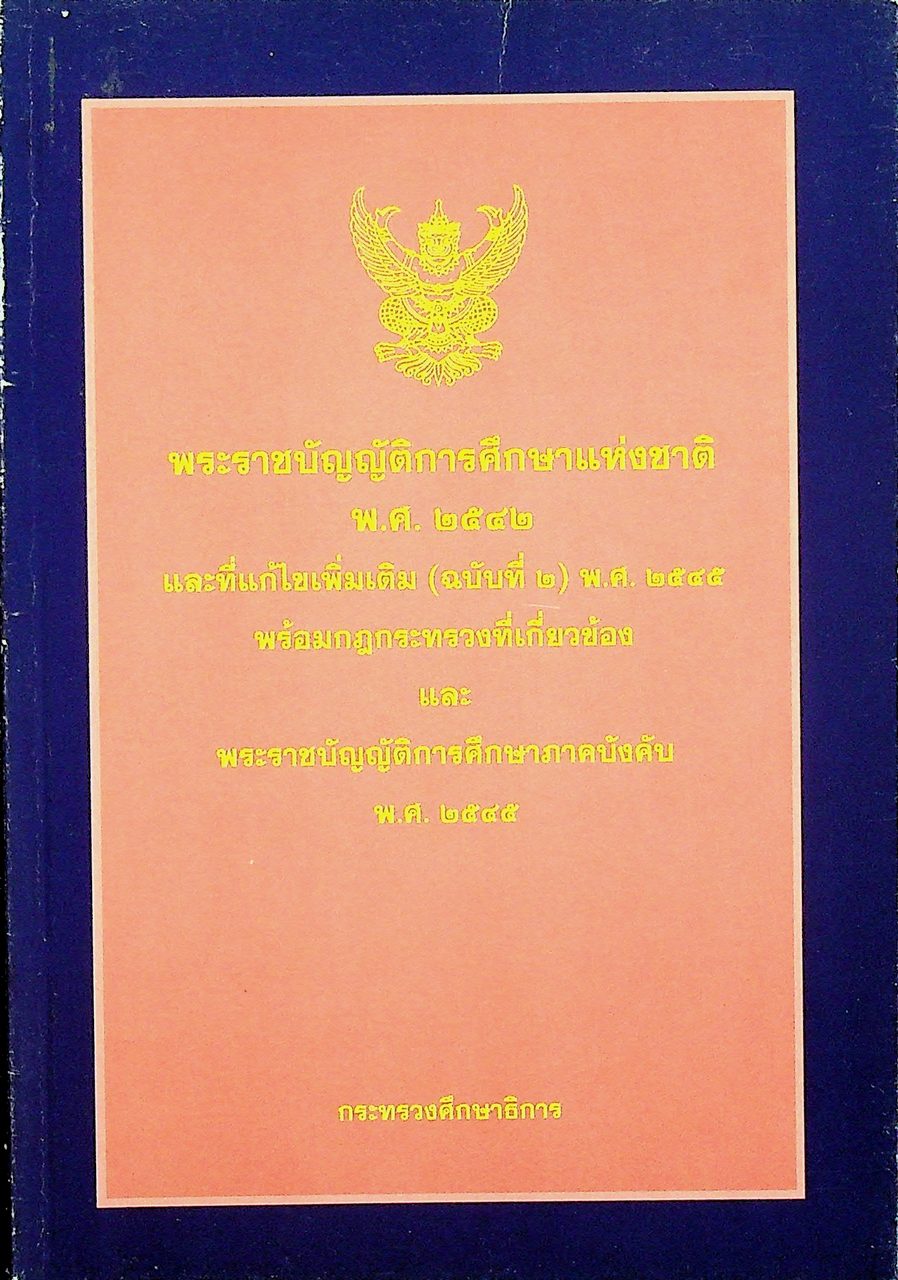 พระราชบัญญัติการศึกษาแห่งชาติ
พ.ศ. ๒๕๔๒
และที่แก้ไขเพิ่มเติม (ฉบับที่ ๒) พ.ศ. ๒๕๔๕
พร้อมกฎกระทรวงที่เกี่ยวข้อง
และ
พระราชบัญญัติการศึกษาภาคบังคับ
พ.ศ. ๒๕๔๕
กระทรวงศึกษาธิการ